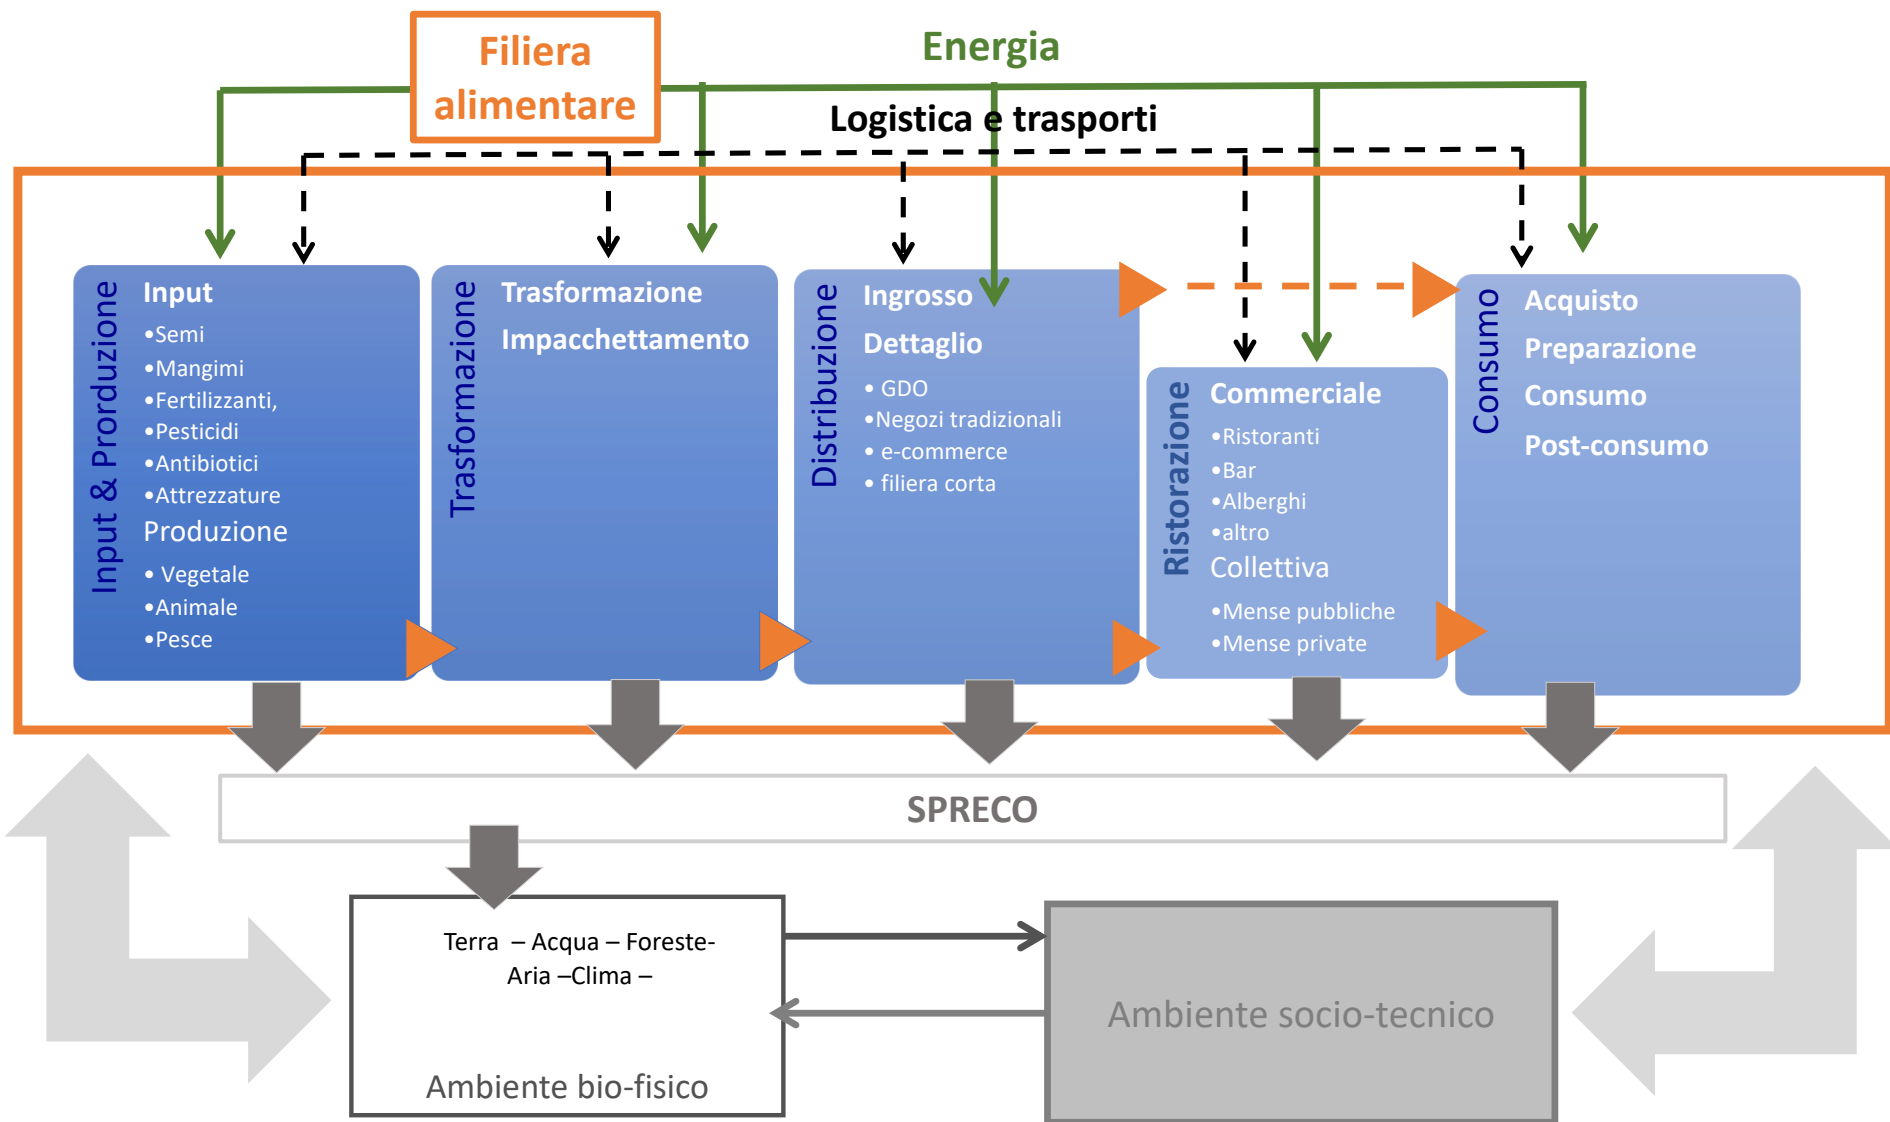 Filiera
alimentare
Energia
Logistica e trasporti
Input & Prorduzione
Input
•Semi
•Mangimi
•Fertilizzanti,
•Pesticidi
•Antibiotici
•Attrezzature
Produzione
• Vegetale
•Animale
•Pesce
Trasformazione
Trasformazione
Impacchettamento
Distribuzione
Ingrosso
Dettaglio
• GDO
•Negozi tradizionali
• e-commerce
• filiera corta
Ristorazione
Commerciale
•Ristoranti
•Bar
•Alberghi
•altro
Collettiva
•Mense pubbliche
•Mense private
Consumo
Acquisto
Preparazione
Consumo
Post-consumo
SPRECO
Terra – Acqua – Foreste-
Aria –Clima –
Ambiente bio-fisico
Ambiente socio-tecnico